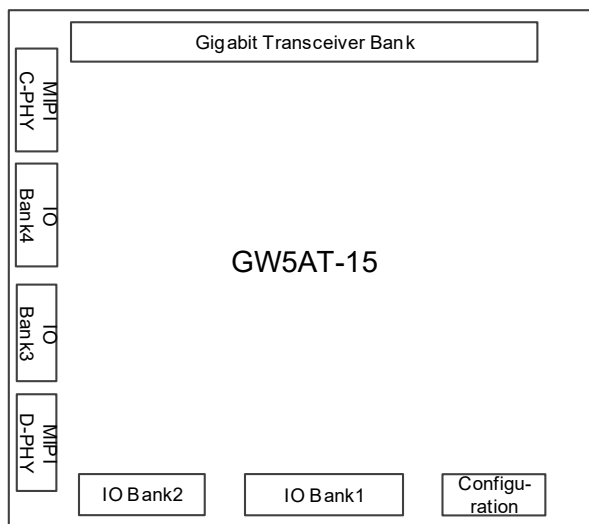 Gigabit Transceiver Bank
MIPI
C-PHY
IO
Bank4
GW5AT-15
IO
Bank3
MIPI
D-PHY
IO Bank2
IO Bank1
Configu-
ration